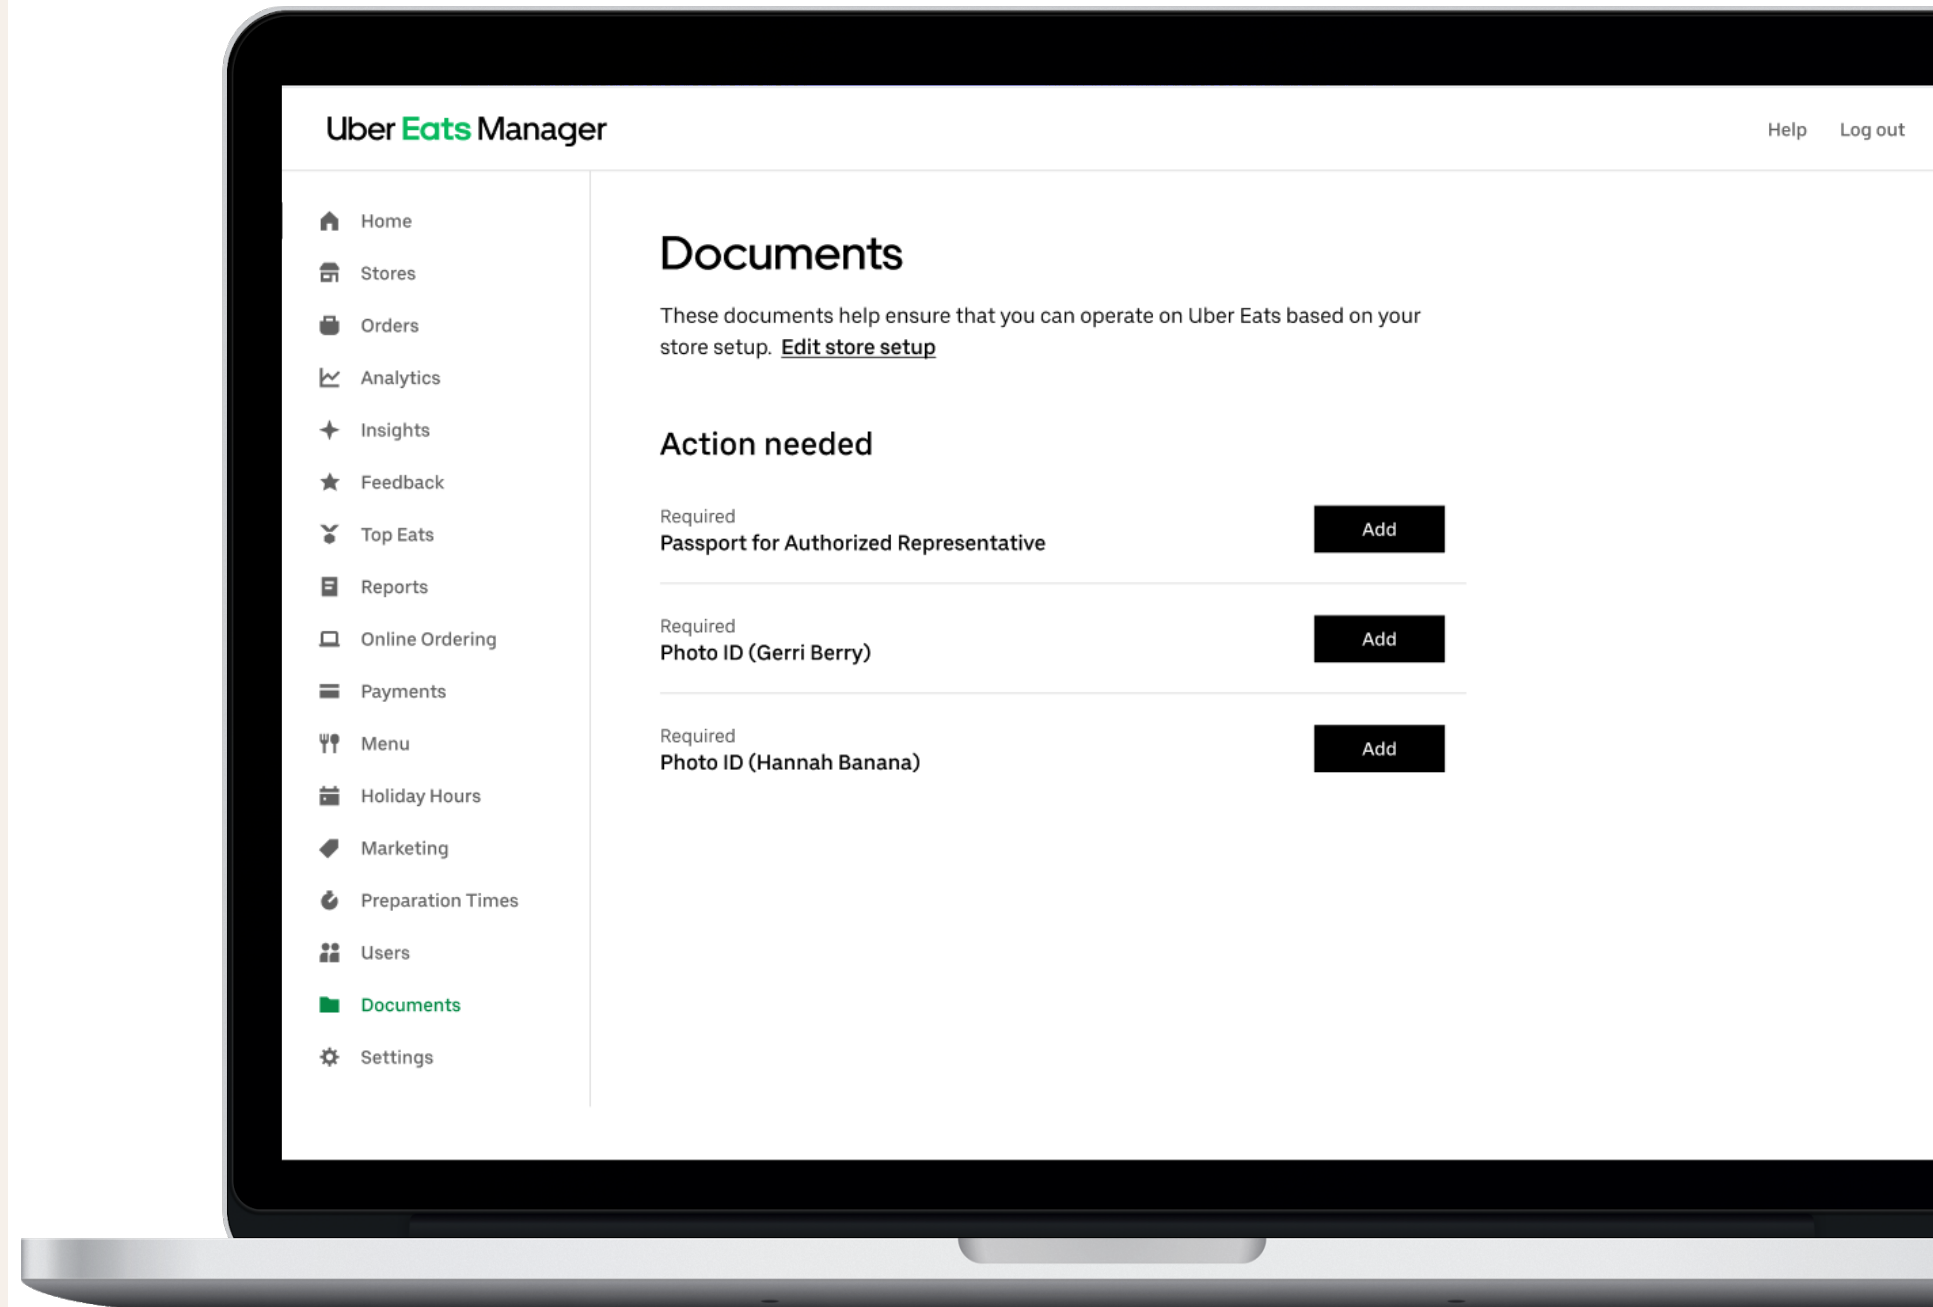 Uber Eats Manager
Help
Log out
Home
Stores
Orders
Analytics
Insights
Feedback
Top Eats
Reports
Online Ordering
Payments
Menu
Holiday Hours
Marketing
Preparation Times
Users
Documents
Settings
Documents
These documents help ensure that you can operate on Uber Eats based on your
store setup. Edit store setup
Action needed
Required
Passport for Authorized Representative
Add
Required
Photo ID (Gerri Berry)
Add
Required
Photo ID (Hannah Banana)
Add